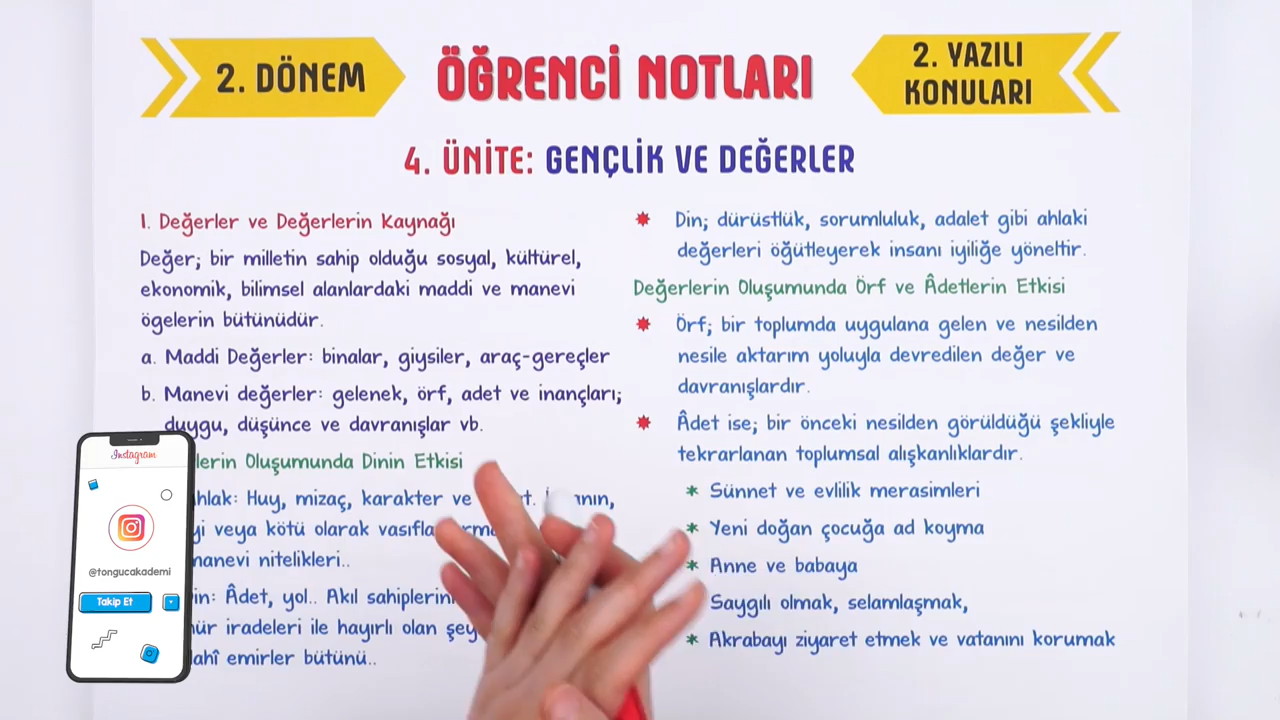 2. DÖNEM
ÖĞRENCİ NOTLARI
2. YAZILI
KONULARI
4. ÜNİTE: GENÇLİK VE DEĞERLER
1. Değerler ve Değerlerin Kaynağı
Değer; bir milletin sahip olduğu sosyal, kültürel,
ekonomik, bilimsel alanlardaki maddi ve manevi
ögelerin bütünüdür.
a. Maddi Değerler: binalar, giysiler, araç-gereçler
b. Manevi değerler: gelenek, örf, adet ve inançları;
duygu, düşünce ve davranışlar vb.
Oluşumunda Dinin Etkisi
Huy, mizaç, karakter ve
veya kötü olarak
manevi nitelikleri..
Âdet, yol.. Akıl
iradeleri ile hayırlı olan
emirler bütünü..
Din; dürüstlük, sorumluluk, adalet gibi ahlaki
değerleri öğütleyerek insanı iyiliğe yöneltir.
Değerlerin Oluşumunda Örf ve Âdetlerin Etkisi
Örf; bir toplumda uygulana gelen ve nesilden
nesile aktarım yoluyla devredilen değer ve
davranışlardır.
Âdet ise; bir önceki nesilden görüldüğü şekliyle
tekrarlanan toplumsal alışkanlıklardır.
* Sünnet ve evlilik merasimleri
* Yeni doğan çocuğa ad koyma
* Anne ve babaya
Saygılı olmak, selamlaşmak,
* Akrabayı ziyaret etmek ve vatanını korumak
Instagram
@tongucakademi
Takip Et